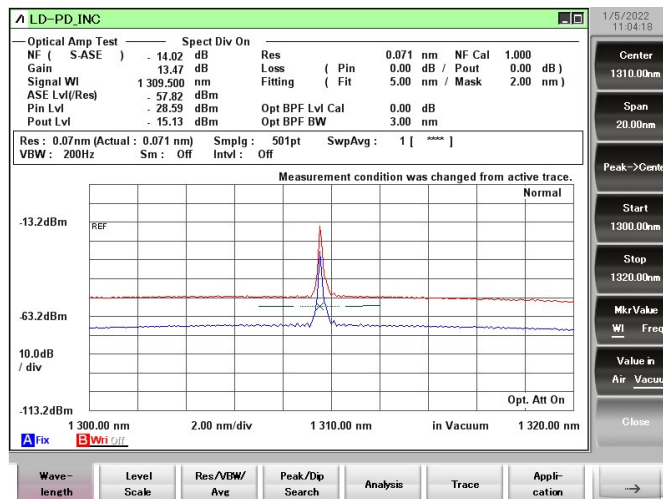 LD-PD_INC
1/5/2022
11:04:18
Optical Amp Test Spect Div On
NF ( S-ASE ) - 14.02 dB Res 0.071 nm NF Cal 1.000
Gain 13.47 dB Loss ( Pin 0.00 dB / Pout 0.00 dB )
Signal Wl 1 309.500 nm Fitting ( Fit 5.00 nm / Mask 2.00 nm )
ASE Lvl(/Res) - 57.82 dBm
Pin Lvl - 28.59 dBm Opt BPF Lvl Cal 0.00 dB
Pout Lvl - 15.13 dBm Opt BPF BW 3.00 nm
Res : 0.07nm (Actual : 0.071 nm) Smplg : 501pt SwpAvg : 1 [ **** ]
VBW : 200Hz Sm : Off Intvl : Off
Measurement condition was changed from active trace.
Normal
-13.2dBm
REF
-63.2dBm
10.0dB
/ div
-113.2dBm
Opt. Att On
1 300.00 nm 2.00 nm/div 1 310.00 nm in Vacuum 1 320.00 nm
A Fix B Wri Off
Center
1310.00nm
Span
20.00nm
Peak->Cente
Start
1300.00nm
Stop
1320.00nm
Mkr Value
Wl Freq
Value in
Air Vacuu
Close
Wave-
length
Level
Scale
Res/VBW/
Avg
Peak/Dip
Search
Analysis
Trace
Appli-
cation
→